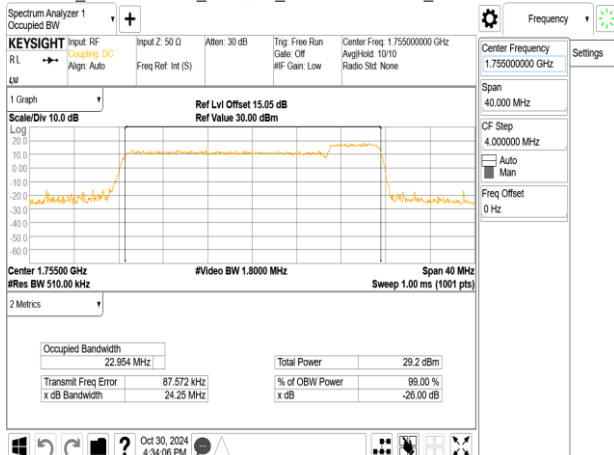 Spectrum Analyzer 1
Occupied BW
+
Frequency
KEYSIGHT
RL
Input: RF
Coupling: DC
Align: Auto
Input Z: 50 Ω
Freq Ref: Int (S)
Atten: 30 dB
Trig: Free Run
Gate: Off
#IF Gain: Low
Center Freq: 1.755000000 GHz
Avg|Hold: 10/10
Radio Std: None
LXI
Center Frequency
1.755000000 GHz
Settings
Span
40.000 MHz
CF Step
4.000000 MHz
Auto
Man
Freq Offset
0 Hz
1 Graph
Scale/Div 10.0 dB
Ref Lvl Offset 15.05 dB
Ref Value 30.00 dBm
Log
20.0
10.0
0.00
-10.0
-20.0
-30.0
-40.0
-50.0
-60.0
Center 1.75500 GHz
#Res BW 510.00 kHz
#Video BW 1.8000 MHz
Span 40 MHz
Sweep 1.00 ms (1001 pts)
2 Metrics
Occupied Bandwidth
22.954 MHz
Transmit Freq Error 87.572 kHz
x dB Bandwidth 24.25 MHz
Total Power 29.2 dBm
% of OBW Power 99.00 %
x dB -26.00 dB
?
Oct 30, 2024
4:34:06 PM